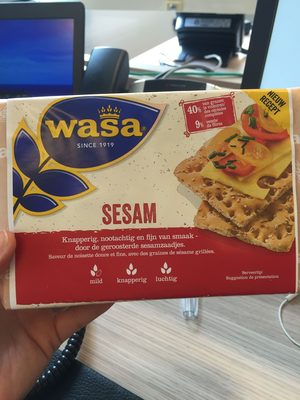 wasa
SINCE 1919
NIEUW
RECEPT
40%
9%
SESAM
Knapperig, nootachtig en fijn van smaak -
door de geroosterde sesamzaadjes.
Saveur de noisette douce et fine, avec des graines de sésame grillées.
mild
knapperig
luchtig
Serveertip
Suggestion de présentation